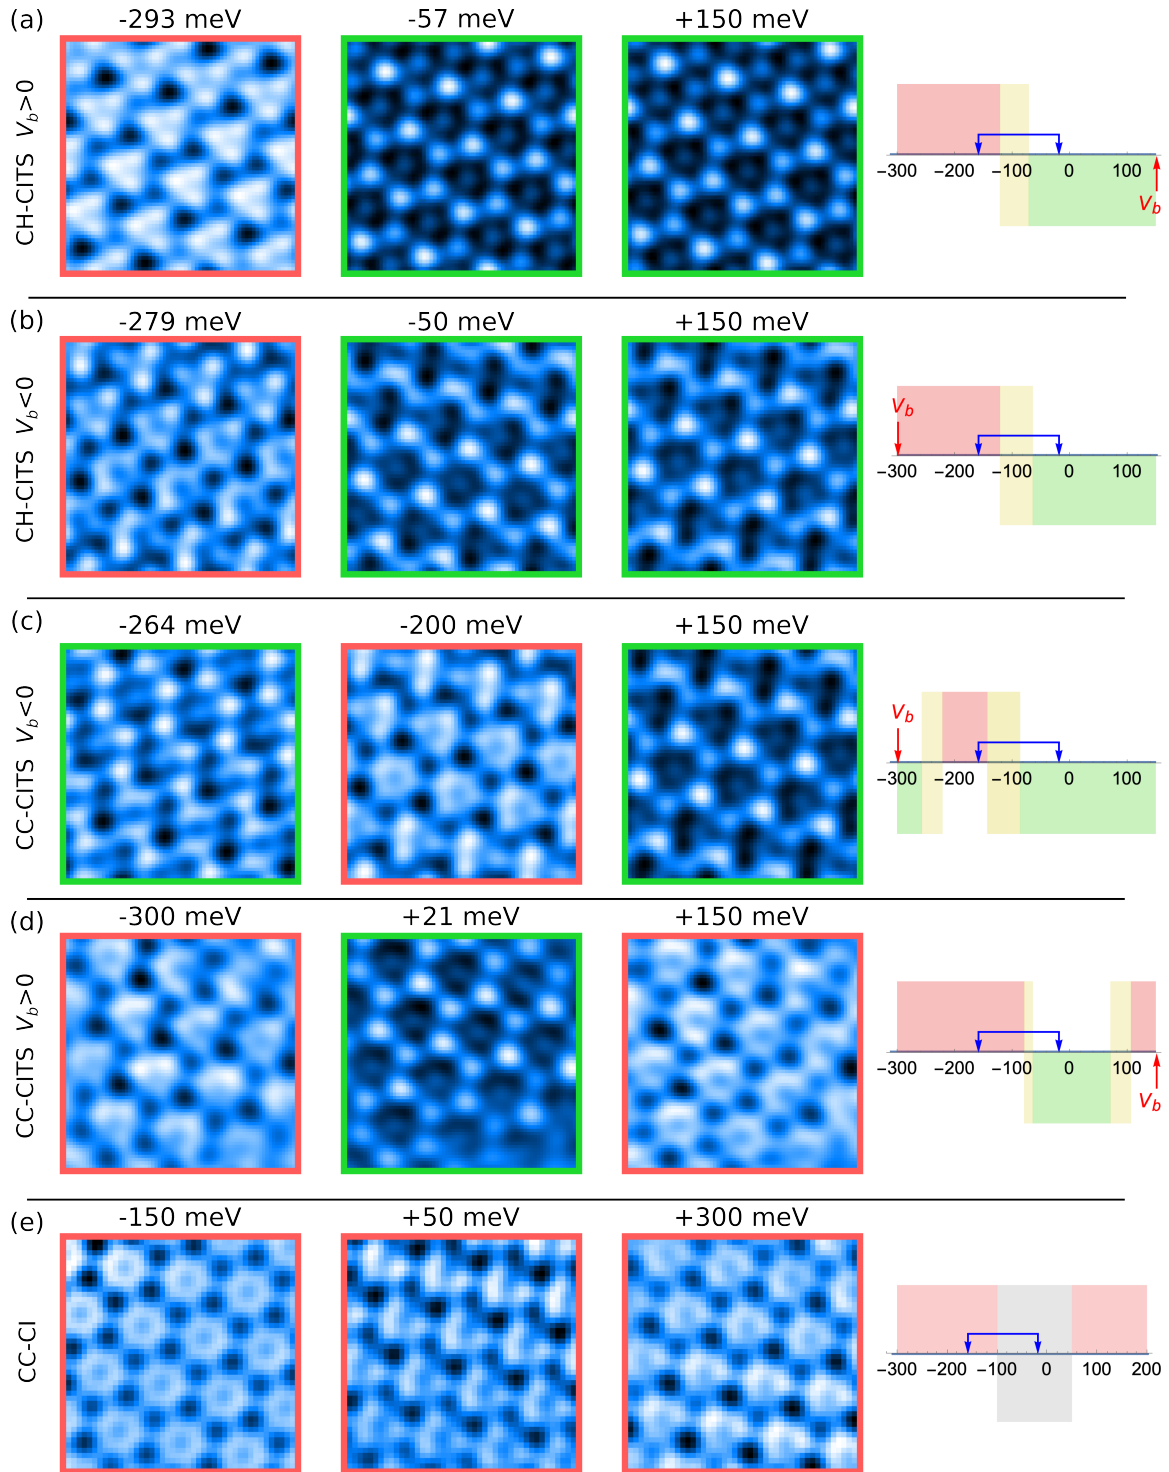 (a)
-293 meV -57 meV +150 meV
CH-CITS V_b>0
−300 −200 −100 0 100
V_b
(b)
-279 meV -50 meV +150 meV
CH-CITS V_b<0
V_b
−300 −200 −100 0 100
(c)
-264 meV -200 meV +150 meV
CC-CITS V_b<0
V_b
−300 −200 −100 0 100
(d)
-300 meV +21 meV +150 meV
CC-CITS V_b>0
−300 −200 −100 0 100
V_b
(e)
-150 meV +50 meV +300 meV
CC-CI
−300 −200 −100 0 100 200